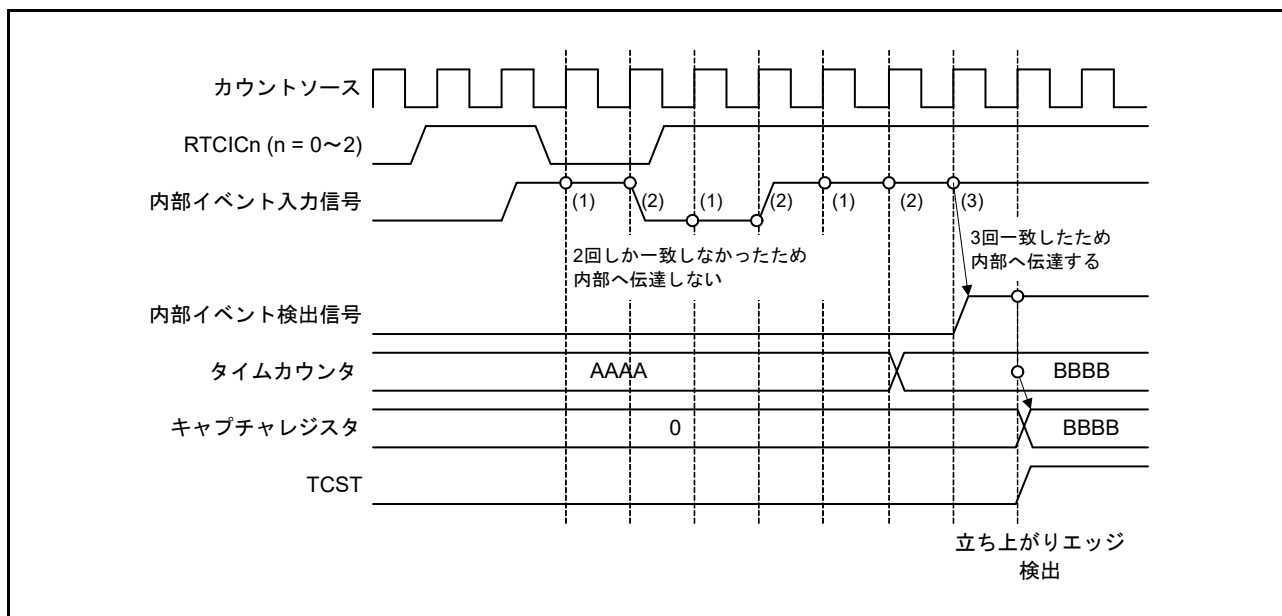 カウントソース
RTCICn (n = 0～2)
内部イベント入力信号
(1)
(2)
(1)
(2)
(1)
(2)
(3)
2回しか一致しなかったため
内部へ伝達しない
3回一致したため
内部へ伝達する
内部イベント検出信号
タイムカウンタ
AAAA
BBBB
キャプチャレジスタ
0
BBBB
TCST
立ち上がりエッジ
検出